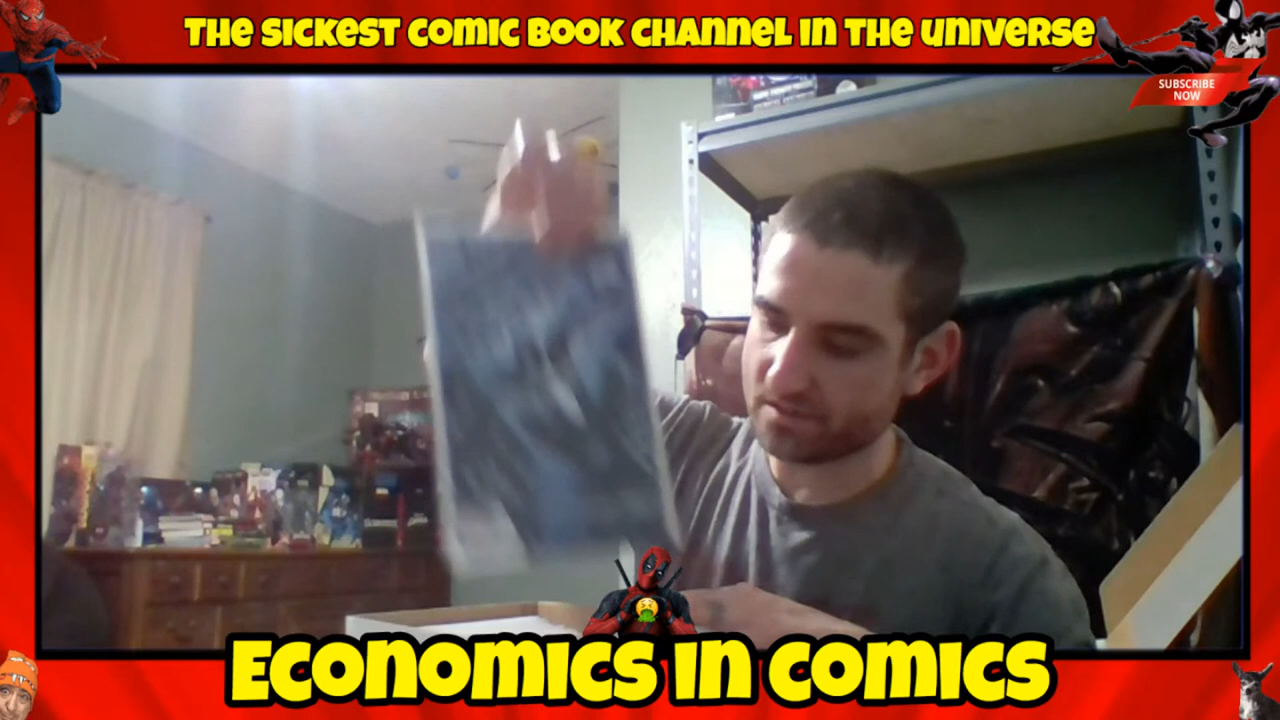 THE SICKEST COMIC BOOK CHANNEL IN THE UNIVERSE
SUBSCRIBE
NOW
ECONOMICS IN COMICS